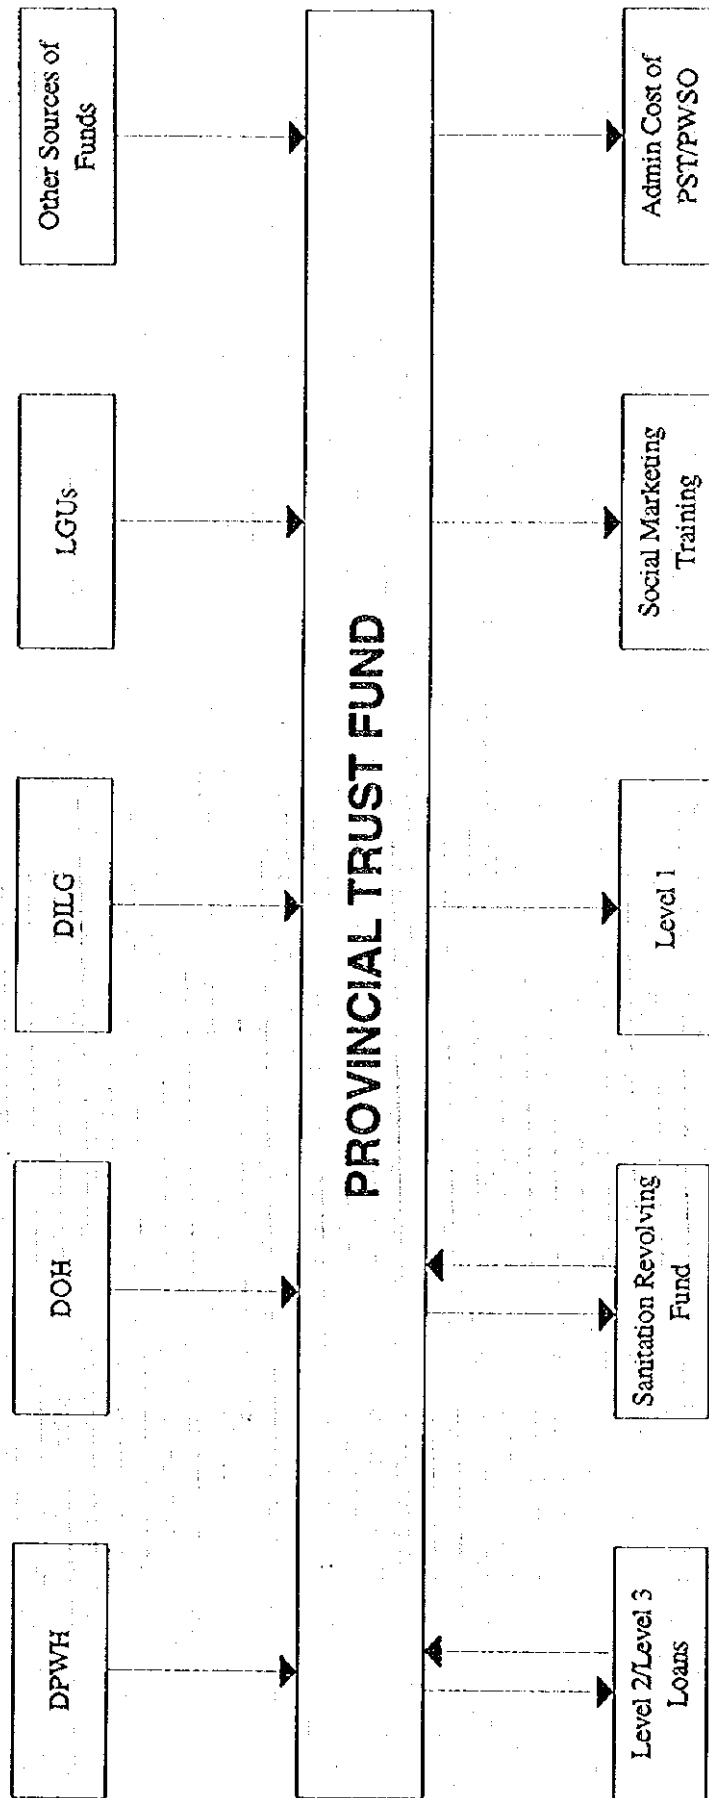 DPWH
DOH
DILG
LGUs
Other Sources of
Funds
PROVINCIAL TRUST FUND
Level 2/Level 3
Loans
Sanitation Revolving
Fund
Level 1
Social Marketing
Training
Admin Cost of
PST/PWSO